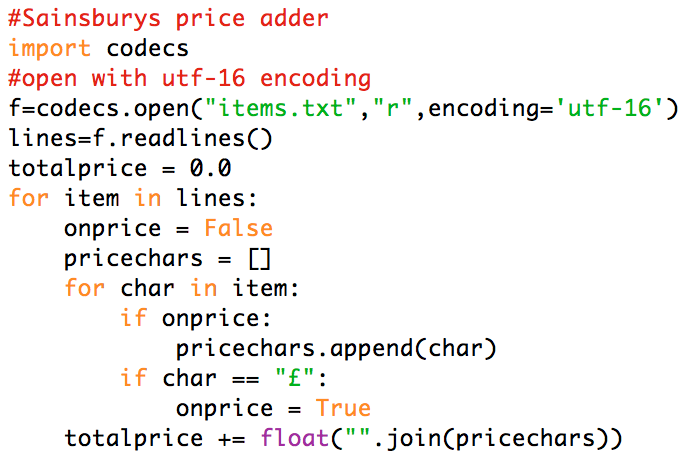 #Sainsburys price adder
import codecs
#open with utf-16 encoding
f=codecs.open("items.txt","r",encoding='utf-16')
lines=f.readlines()
totalprice = 0.0
for item in lines:
    onprice = False
    pricechars = []
    for char in item:
        if onprice:
            pricechars.append(char)
        if char == "£":
            onprice = True
    totalprice += float("".join(pricechars))